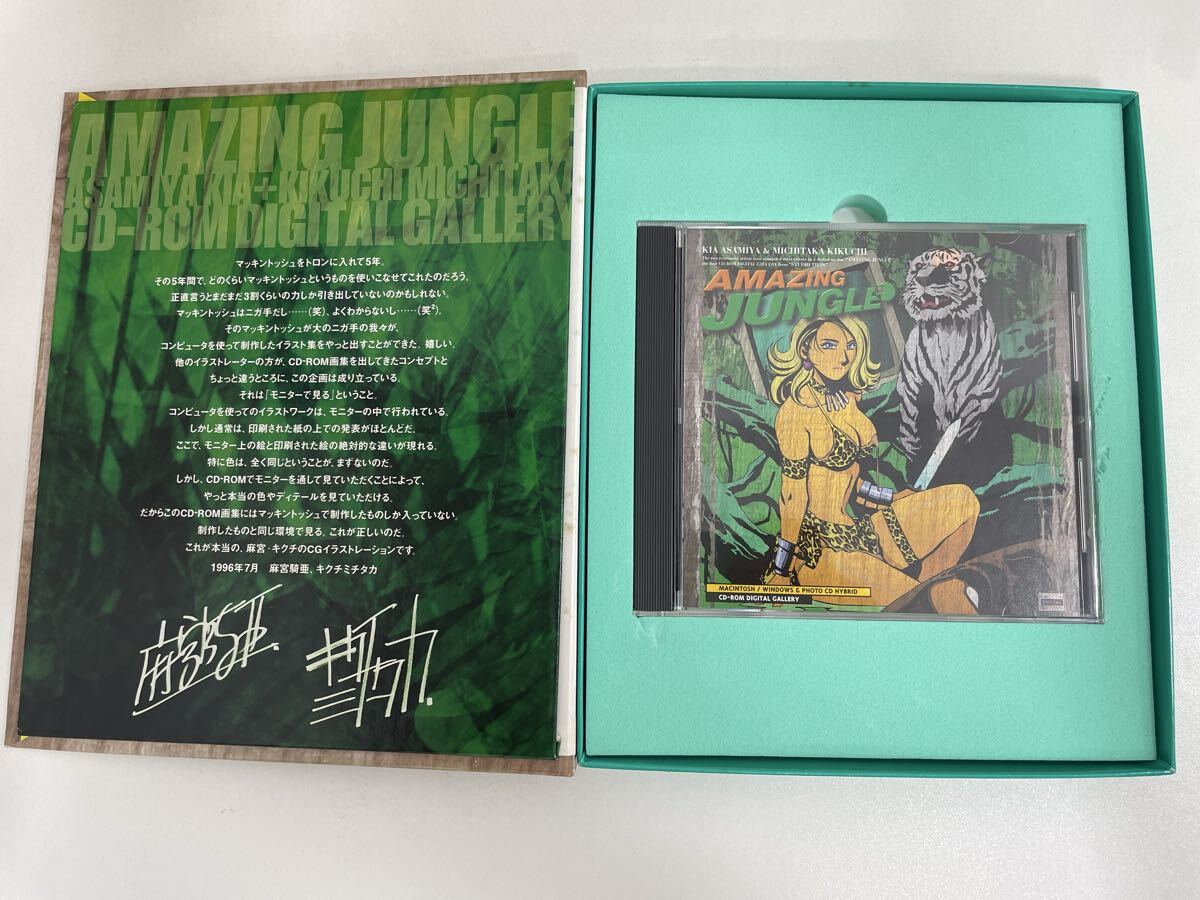 AMAZING JUNGLE
ASAMIYA KIA+KIKUCHI MICHITAKA
CD-ROM DIGITAL GALLERY
マッキントッシュをトロンに入れて5年。
その5年間で、どのくらいマッキントッシュというものを使いこなせてこれたのだろう。
正直言うとまだまだ3割くらいの力しか引き出していないのかもしれない。
マッキントッシュはニガ手だし……(笑)、よくわからないし……(笑²)。
そのマッキントッシュが大のニガ手の我々が、
コンピュータを使って制作したイラスト集をやっと出すことができた。嬉しい。
他のイラストレーターの方が、CD-ROM画集を出してきたコンセプトと
ちょっと違うところに、この企画は成り立っている。
それは「モニターで見る」ということ。
コンピュータを使ってのイラストワークは、モニターの中で行われている。
しかし通常は、印刷された紙の上での発表がほとんどだ。
ここで、モニター上の絵と印刷された絵の絶対的な違いが現れる。
特に色は、全く同じということが、まずないのだ。
しかし、CD-ROMでモニターを通して見ていただくことによって、
やっと本当の色やディテールを見ていただける。
だからこのCD-ROM画集にはマッキントッシュで制作したものしか入っていない。
制作したものと同じ環境で見る。これが正しいのだ。
これが本当の、麻宮・キクチのCGイラストレーションです。
1996年7月 麻宮騎亜、キクチミチタカ
麻宮騎亜.
キクチミチタカ.
KIA ASAMIYA & MICHITAKA KIKUCHI
AMAZING
JUNGLE
MACINTOSH / WINDOWS & PHOTO CD HYBRID
CD-ROM DIGITAL GALLERY